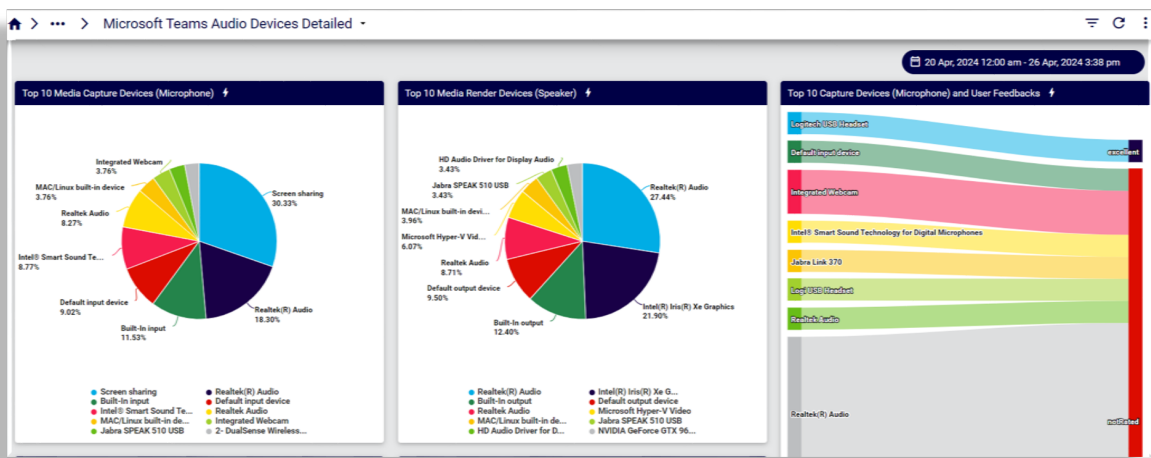 Microsoft Teams Audio Devices Detailed
20 Apr, 2024 12:00 am - 26 Apr, 2024 3:38 pm
Top 10 Media Capture Devices (Microphone)
Integrated Webcam
3.76%
MAC/Linux built-in device
3.76%
Realtek Audio
8.27%
Intel® Smart Sound Te...
8.77%
Default input device
9.02%
Built-In input
11.53%
Screen sharing
30.33%
Realtek(R) Audio
18.30%
Screen sharing
Realtek(R) Audio
Built-In input
Default input device
Intel® Smart Sound Te...
Realtek Audio
MAC/Linux built-in de...
Integrated Webcam
Jabra SPEAK 510 USB
2- DualSense Wireless...
Top 10 Media Render Devices (Speaker)
HD Audio Driver for Display Audio
3.43%
Jabra SPEAK 510 USB
3.43%
MAC/Linux built-in devi...
3.96%
Microsoft Hyper-V Vid...
6.07%
Realtek Audio
8.71%
Default output device
9.50%
Built-In output
12.40%
Realtek(R) Audio
27.44%
Intel(R) Iris(R) Xe Graphics
21.90%
Realtek(R) Audio
Intel(R) Iris(R) Xe G...
Built-In output
Default output device
Realtek Audio
Microsoft Hyper-V Video
MAC/Linux built-in de...
Jabra SPEAK 510 USB
HD Audio Driver for D...
NVIDIA GeForce GTX 96...
Top 10 Capture Devices (Microphone) and User Feedbacks
Logitech USB Headset
Default input device
Integrated Webcam
Intel® Smart Sound Technology for Digital Microphones
Jabra Link 370
Logi USB Headset
Realtek Audio
Realtek(R) Audio
excellent
notRated